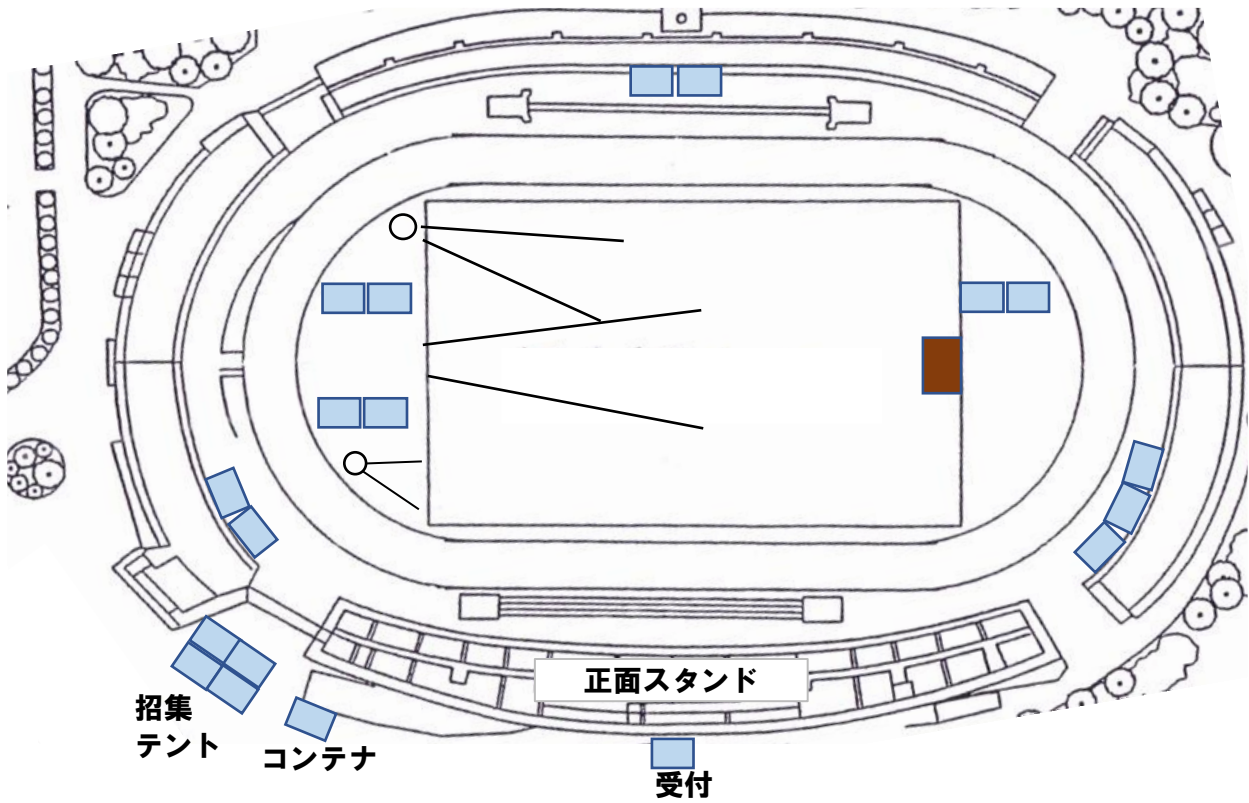 正面スタンド
招集
テント
コンテナ
受付